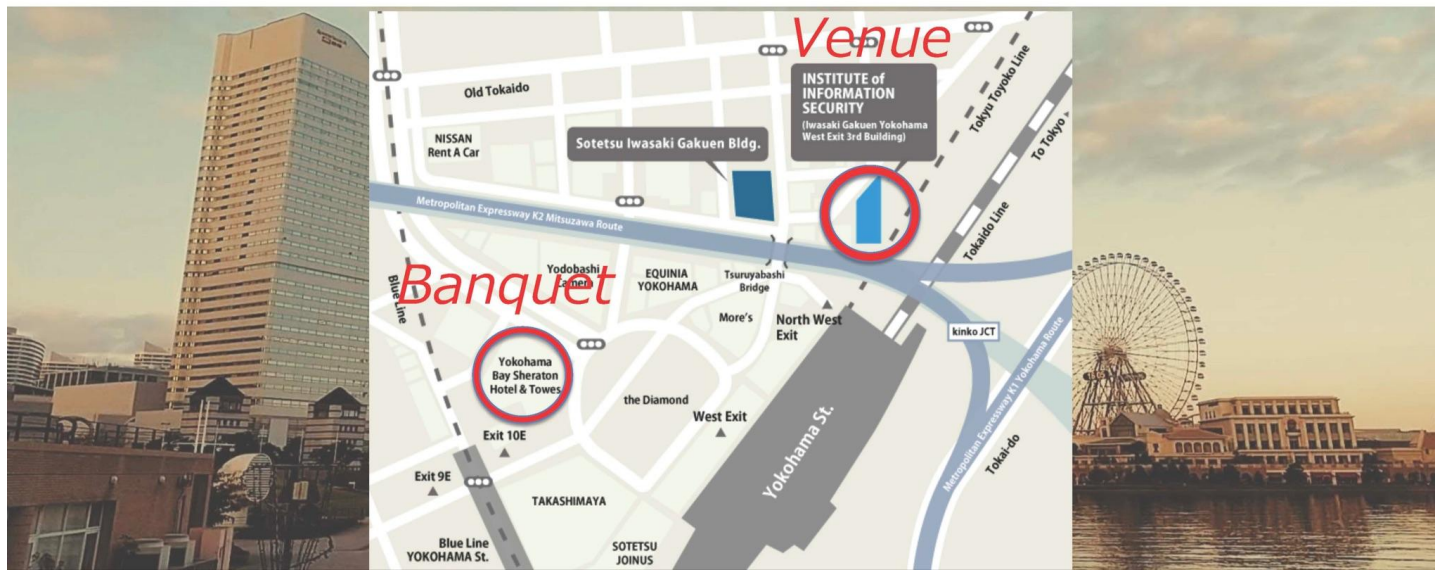 Venue
INSTITUTE of
INFORMATION
SECURITY
(Iwasaki Gakuen Yokohama
West Exit 3rd Building)
Tokyu Toyoko Line
To Tokyo
Old Tokaido
NISSAN
Rent A Car
Sotetsu Iwasaki Gakuen Bldg.
Metropolitan Expressway K2 Mitsuzawa Route
Tokaido Line
Banquet
Blue Line
Yodobashi
Camera
EQUINIA
YOKOHAMA
Tsuruyabashi
Bridge
More's
North West
Exit
kinko JCT
Yokohama
Bay Sheraton
Hotel & Towes
the Diamond
West Exit
Yokohama St.
Metropolitan Expressway K1 Yokohama Route
Tokai-do
Exit 10E
Exit 9E
TAKASHIMAYA
Blue Line
YOKOHAMA St.
SOTETSU
JOINUS